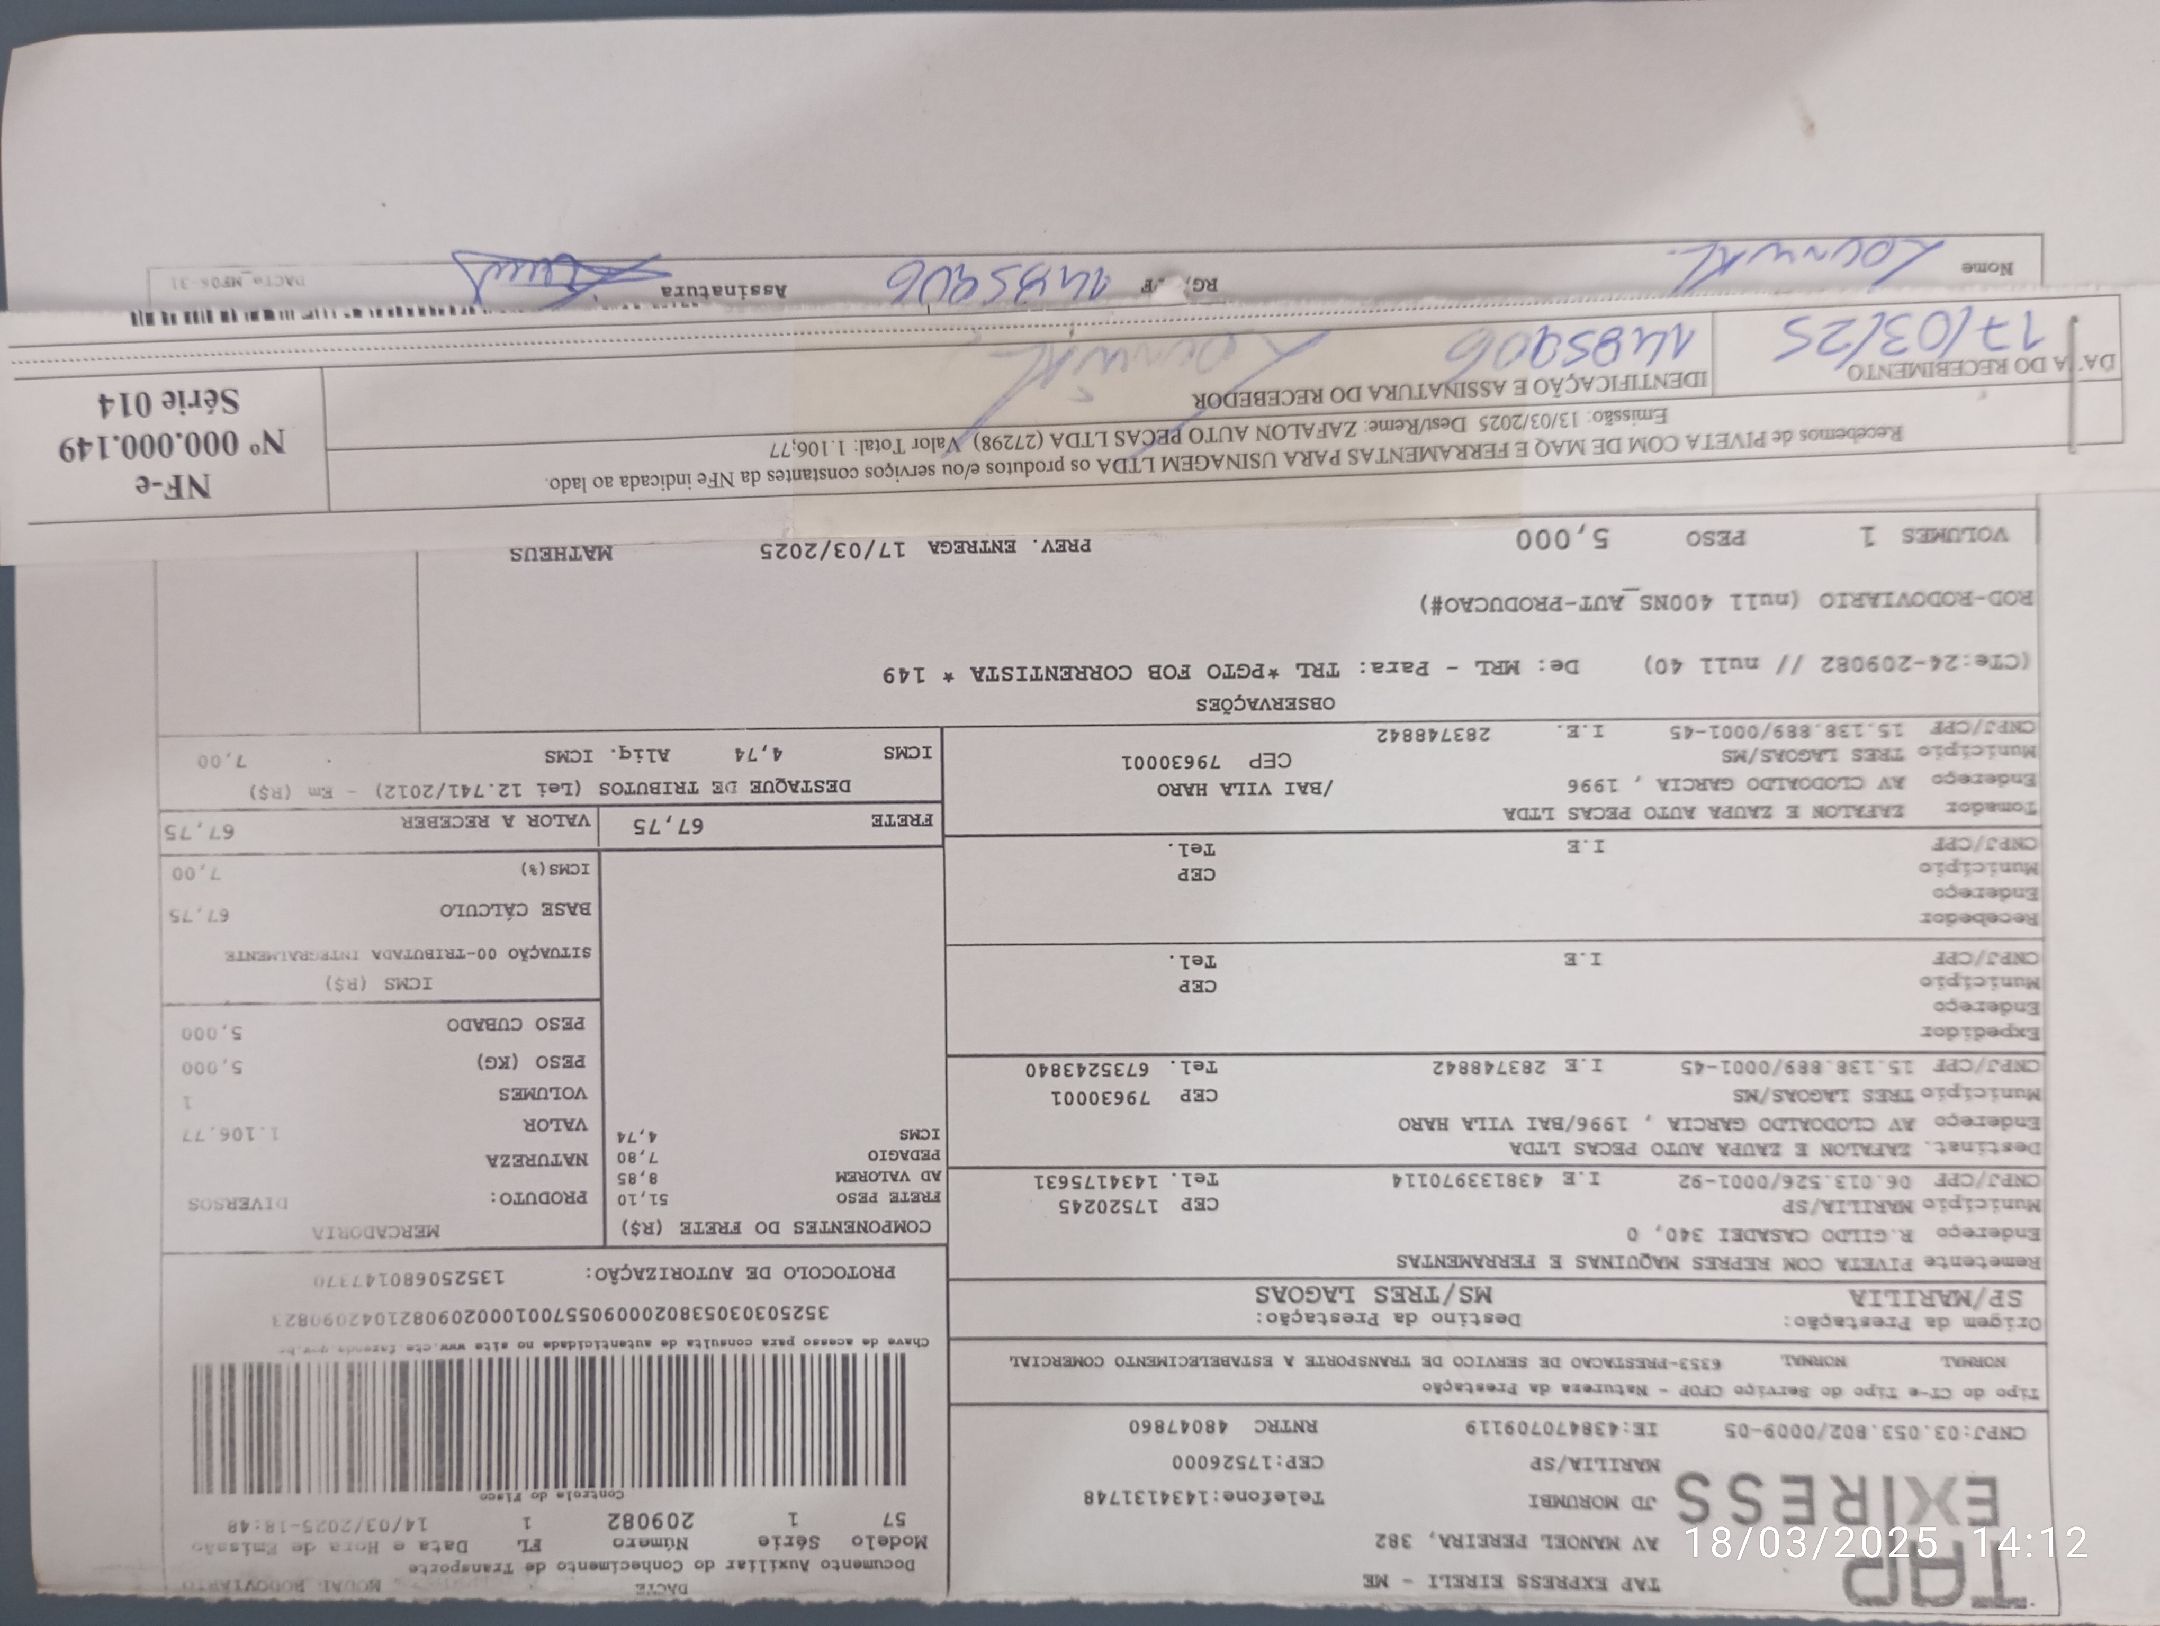 TAP
EXPRESS
TAP EXPRESS EIRELI - ME
AV MANOEL PEREIRA, 382
JD MORUMBI Telefone:1434131748
MARILIA/SP CEP:17526000
CNPJ:03.053.802/0009-05 IE:438470709119 RNTRC 48047860
DACTE MODAL RODOVIARIO
Documento Auxiliar do Conhecimento de Transporte
Modelo Série Número FL Data e Hora de Emissão
57 1 209082 1 14/03/2025-18:48
Controle do Fisco
Tipo do CT-e Tipo do Serviço CFOP - Natureza da Prestação
NORMAL NORMAL 6353-PRESTACAO DE SERVICO DE TRANSPORTE A ESTABELECIMENTO COMERCIAL
Chave de acesso para consulta de autenticidade no site www.cte.fazenda.gov.br
35250303053802000905570010002090821042090823
Origem da Prestação: Destino da Prestação:
SP/MARILIA MS/TRES LAGOAS
PROTOCOLO DE AUTORIZAÇÃO: 135250680147370
Remetente PIVETA CON REPRES MAQUINAS E FERRAMENTAS
Endereço R.GILDO CASADEI 340, 0
Município MARILIA/SP CEP 17520245
CNPJ/CPF 06.013.526/0001-92 I.E 438133970114 Tel. 1434175631
Destinat. ZAFALON E ZAUPA AUTO PECAS LTDA
Endereço AV CLODOALDO GARCIA , 1996/BAI VILA HARO
Município TRES LAGOAS/MS CEP 79630001
CNPJ/CPF 15.138.889/0001-45 I.E 283748842 Tel. 6735243840
Expedidor
Endereço
Município CEP
CNPJ/CPF I.E Tel.
Recebedor
Endereço
Município CEP
CNPJ/CPF I.E Tel.
Tomador ZAFALON E ZAUPA AUTO PECAS LTDA
Endereço AV CLODOALDO GARCIA , 1996 /BAI VILA HARO
Município TRES LAGOAS/MS CEP 79630001
CNPJ/CPF 15.138.889/0001-45 I.E. 283748842
COMPONENTES DO FRETE (R$)
FRETE PESO 51,10
AD VALOREM 8,85
PEDAGIO 7,80
ICMS 4,74
MERCADORIA
PRODUTO: DIVERSOS
NATUREZA
VALOR 1.106,77
VOLUMES 1
PESO (KG) 5,000
PESO CUBADO 5,000
ICMS (R$)
SITUAÇÃO 00-TRIBUTADA INTEGRALMENTE
BASE CÁLCULO 67,75
ICMS(%) 7,00
FRETE 67,75 VALOR A RECEBER 67,75
DESTAQUE DE TRIBUTOS (Lei 12.741/2012) - Em (R$)
ICMS 4,74 Aliq. ICMS 7,00
OBSERVAÇÕES
(CTe:24-209082 // null 40) De: MRL - Para: TRL *PGTO FOB CORRENTISTA * 149
ROD-RODOVIARIO (null 400NS_AUT-PRODUCAO#)
VOLUMES 1 PESO 5,000 PREV. ENTREGA 17/03/2025 MATHEUS
Recebemos de PIVETA COM DE MAQ E FERRAMENTAS PARA USINAGEM LTDA os produtos e/ou serviços constantes da NFe indicada ao lado.
Emissão: 13/03/2025 Dest/Reme: ZAFALON AUTO PECAS LTDA (27298) Valor Total: 1.106,77
DATA DO RECEBIMENTO IDENTIFICAÇÃO E ASSINATURA DO RECEBEDOR
17/03/25 1485906
NF-e
Nº 000.000.149
Série 014
Nome RG, F 1485906 Assinatura DACTe_MF06-31
18/03/2025 14:12